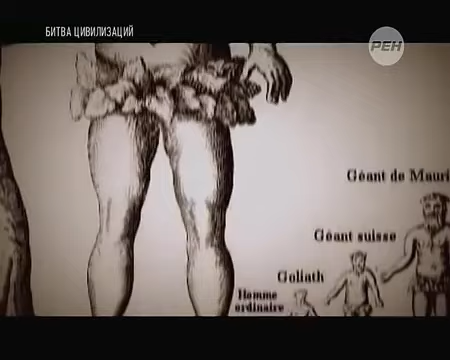 БИТВА ЦИВИЛИЗАЦИЙ
РЕН
Géant de Mauri
Géant suisse
Goliath
Homme
ordinaire